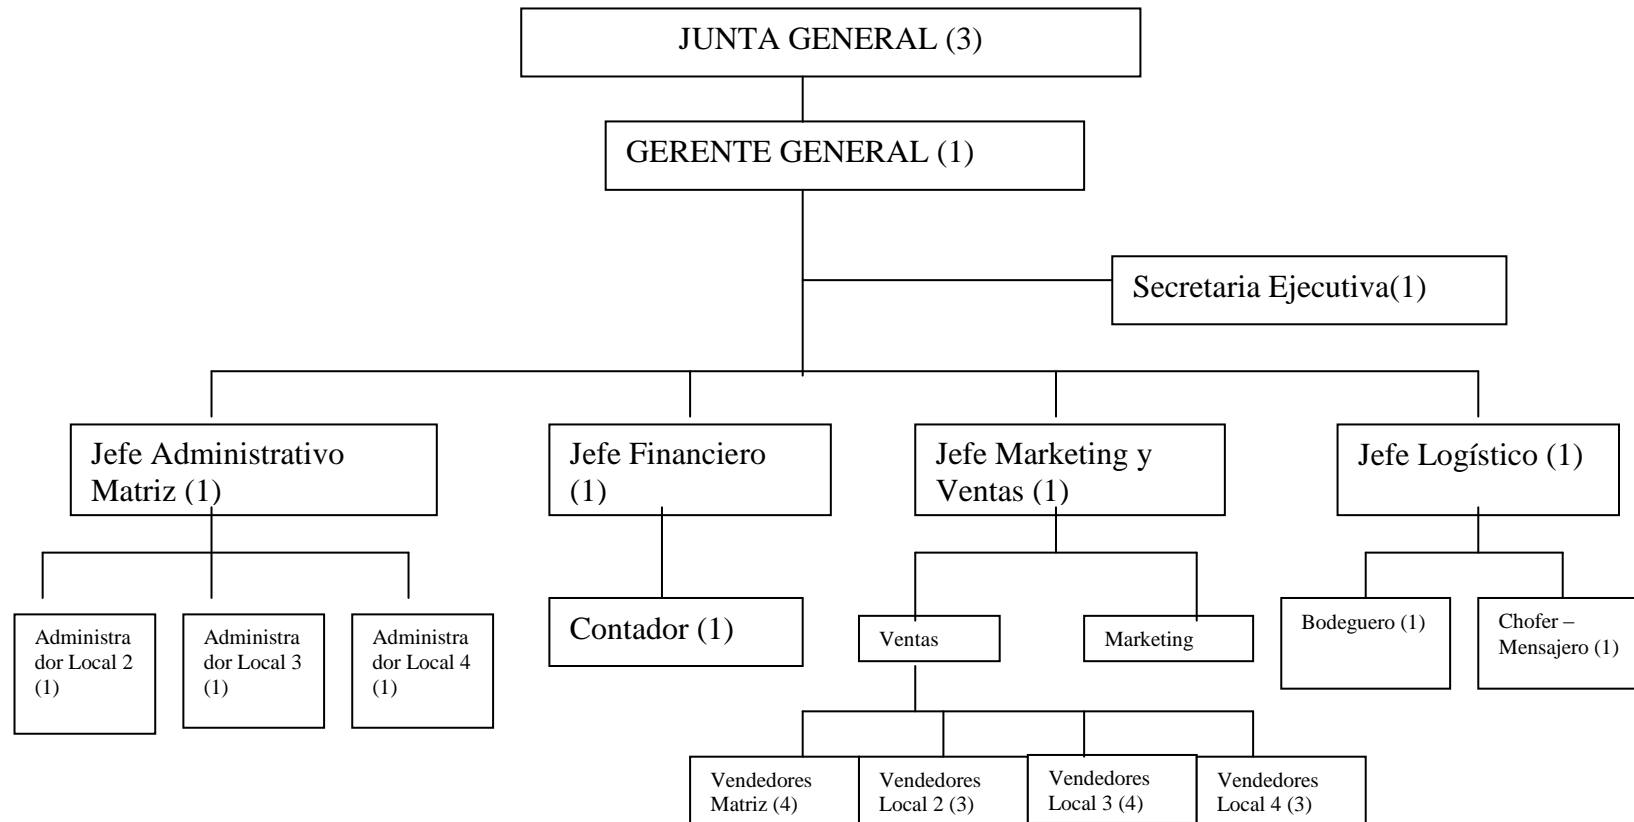 JUNTA GENERAL (3)
GERENTE GENERAL (1)
Secretaria Ejecutiva(1)
Jefe Administrativo
Matriz (1)
Jefe Financiero
(1)
Jefe Marketing y
Ventas (1)
Jefe Logístico (1)
Administra
dor Local 2
(1)
Administra
dor Local 3
(1)
Administra
dor Local 4
(1)
Contador (1)
Ventas
Marketing
Bodeguero (1)
Chofer –
Mensajero (1)
Vendedores
Matriz (4)
Vendedores
Local 2 (3)
Vendedores
Local 3 (4)
Vendedores
Local 4 (3)